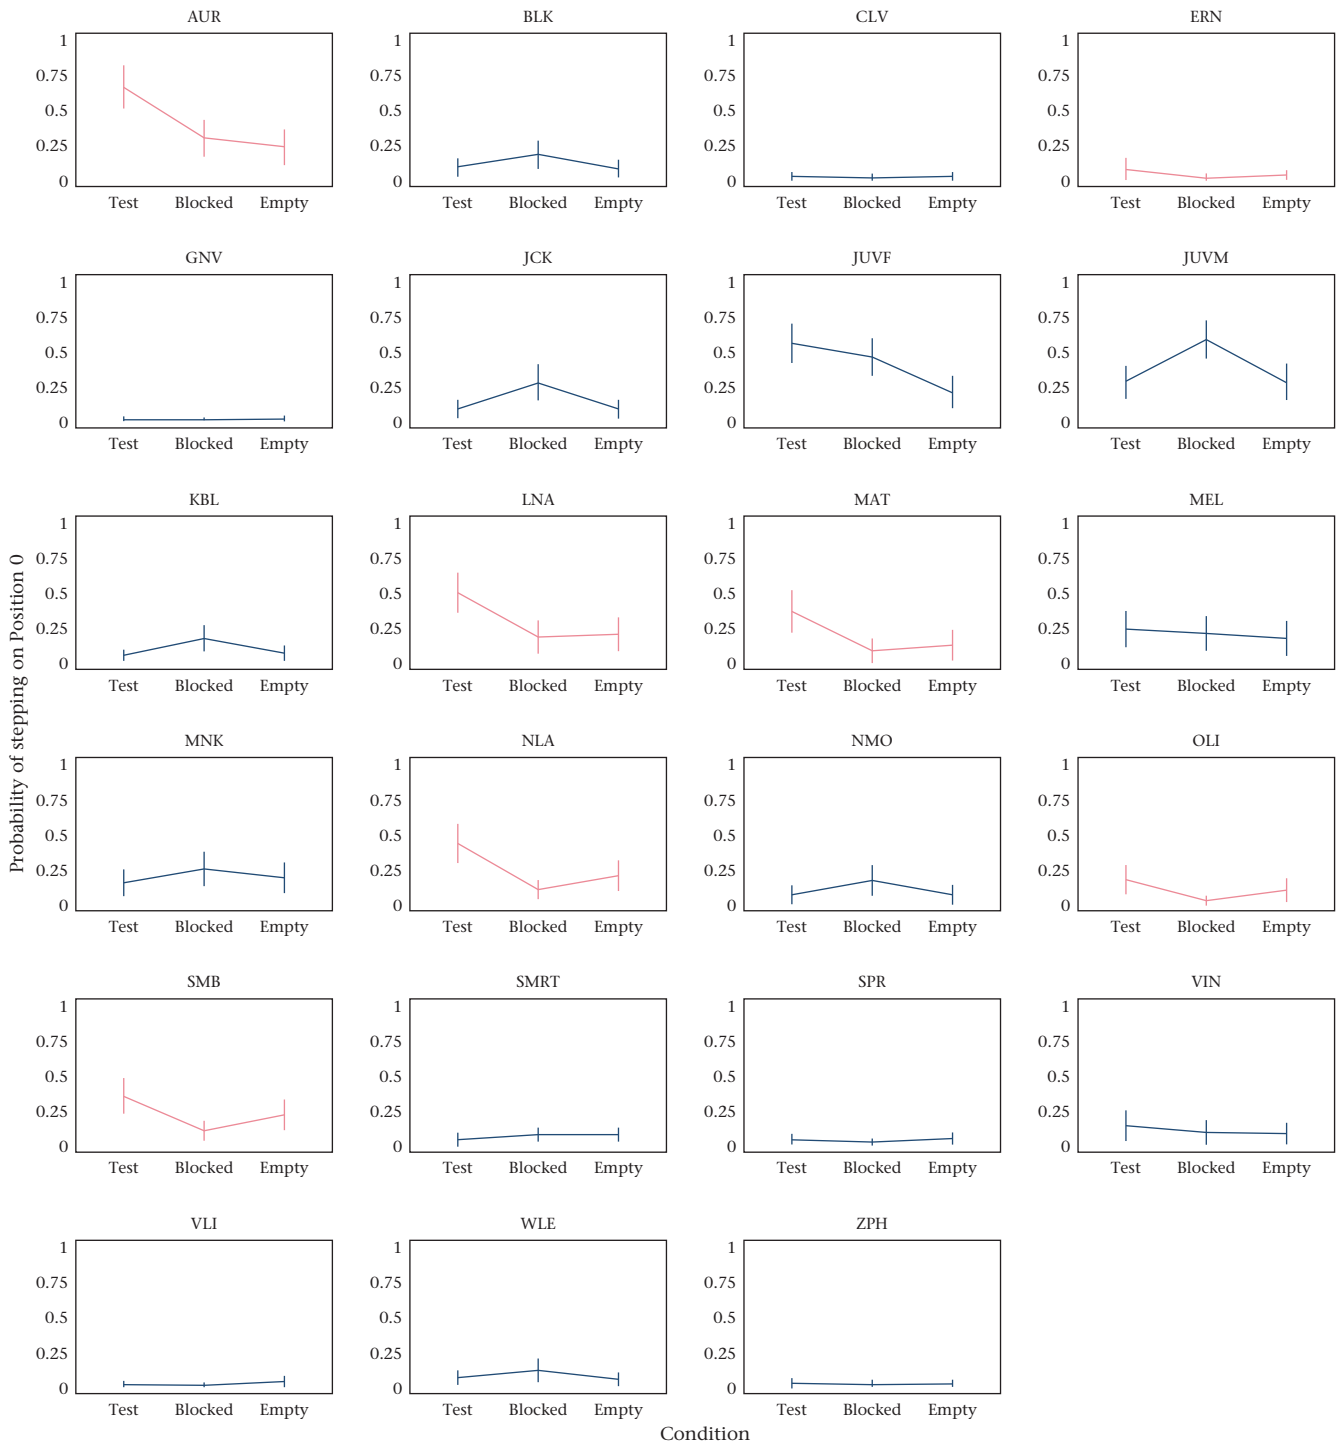 AUR BLK CLV ERN
1 1 1 1
0.75 0.75 0.75 0.75
0.5 0.5 0.5 0.5
0.25 0.25 0.25 0.25
0 0 0 0
Test Blocked Empty Test Blocked Empty Test Blocked Empty Test Blocked Empty
GNV JCK JUVF JUVM
1 1 1 1
0.75 0.75 0.75 0.75
0.5 0.5 0.5 0.5
0.25 0.25 0.25 0.25
0 0 0 0
Test Blocked Empty Test Blocked Empty Test Blocked Empty Test Blocked Empty
KBL LNA MAT MEL
1 1 1 1
0.75 0.75 0.75 0.75
0.5 0.5 0.5 0.5
0.25 0.25 0.25 0.25
0 0 0 0
Test Blocked Empty Test Blocked Empty Test Blocked Empty Test Blocked Empty
Probability of stepping on Position 0
MNK NLA NMO OLI
1 1 1 1
0.75 0.75 0.75 0.75
0.5 0.5 0.5 0.5
0.25 0.25 0.25 0.25
0 0 0 0
Test Blocked Empty Test Blocked Empty Test Blocked Empty Test Blocked Empty
SMB SMRT SPR VIN
1 1 1 1
0.75 0.75 0.75 0.75
0.5 0.5 0.5 0.5
0.25 0.25 0.25 0.25
0 0 0 0
Test Blocked Empty Test Blocked Empty Test Blocked Empty Test Blocked Empty
VLI WLE ZPH
1 1 1
0.75 0.75 0.75
0.5 0.5 0.5
0.25 0.25 0.25
0 0 0
Test Blocked Empty Test Blocked Empty Test Blocked Empty
Condition